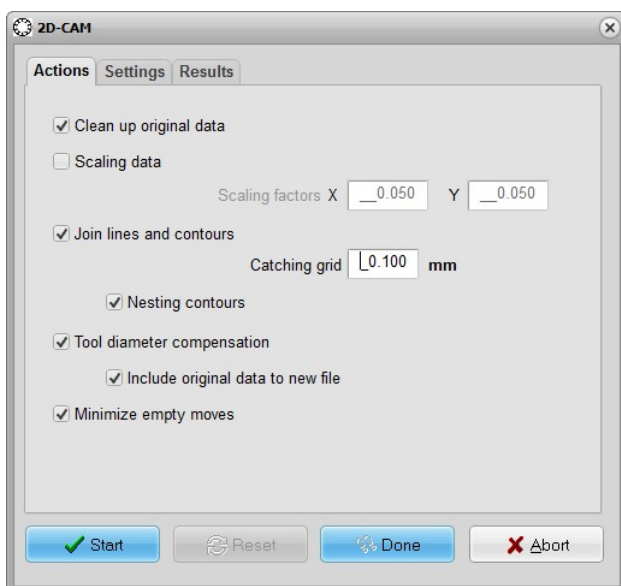 2D-CAM
Actions Settings Results
Clean up original data
Scaling data
Scaling factors X __0.050 Y __0.050
Join lines and contours
Catching grid _0.100 mm
Nesting contours
Tool diameter compensation
Include original data to new file
Minimize empty moves
Start Reset Done Abort